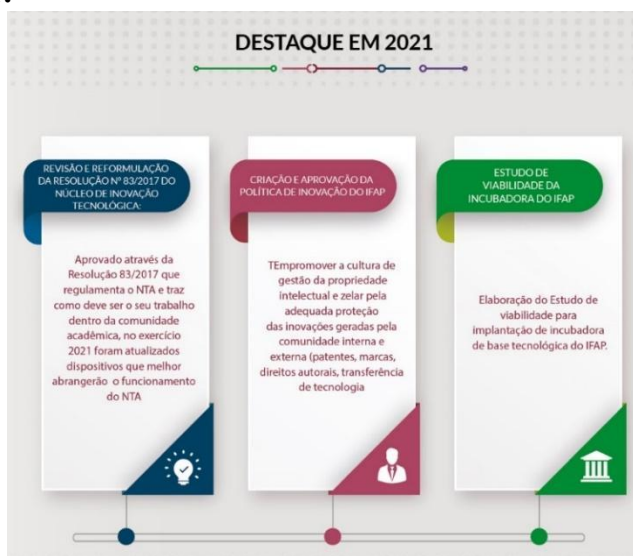 DESTAQUE EM 2021
REVISÃO E REFORMULAÇÃO
DA RESOLUÇÃO Nº 83/2017 DO
NÚCLEO DE INOVAÇÃO
TECNOLÓGICA:
Aprovado através da
Resolução 83/2017 que
regulamenta o NTA e traz
como deve ser o seu trabalho
dentro da comunidade
acadêmica, no exercício
2021 foram atualizados
dispositivos que melhor
abrangerão o funcionamento
do NTA
CRIAÇÃO E APROVAÇÃO DA
POLÍTICA DE INOVAÇÃO DO IFAP
TEmpromover a cultura de
gestão da propriedade
intelectual e zelar pela
adequada proteção
das inovações geradas pela
comunidade interna e
externa (patentes, marcas,
direitos autorais, transferência
de tecnologia
ESTUDO DE
VIABILIDADE DA
INCUBADORA DO IFAP
Elaboração do Estudo de
viabilidade para
implantação de incubadora
de base tecnológica do IFAP.